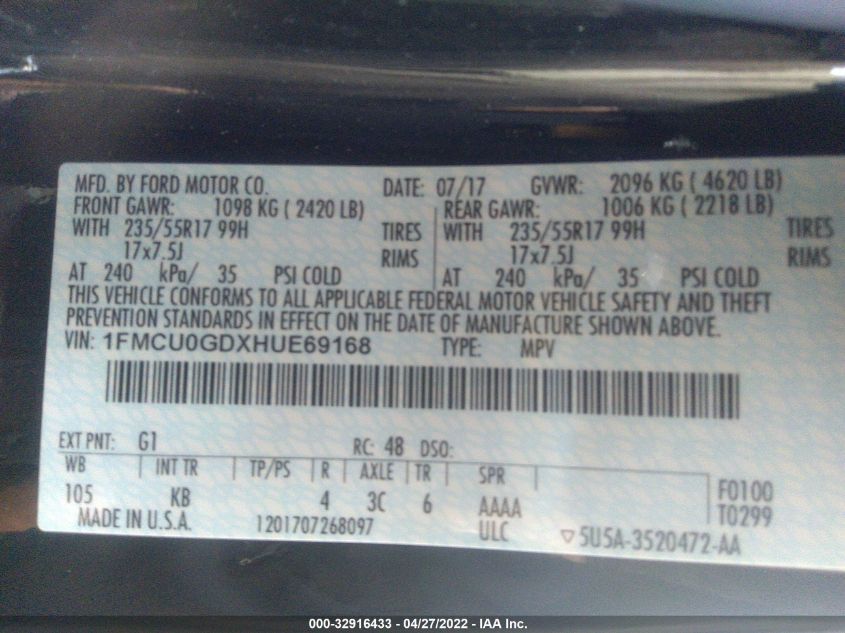 MFD. BY FORD MOTOR CO. DATE: 07/17 GVWR: 2096 KG ( 4620 LB)
FRONT GAWR: 1098 KG ( 2420 LB) REAR GAWR: 1006 KG ( 2218 LB)
WITH 235/55R17 99H TIRES WITH 235/55R17 99H TIRES
17x7.5J RIMS 17x7.5J RIMS
AT 240 kPa/ 35 PSI COLD AT 240 kPa/ 35 PSI COLD
THIS VEHICLE CONFORMS TO ALL APPLICABLE FEDERAL MOTOR VEHICLE SAFETY AND THEFT
PREVENTION STANDARDS IN EFFECT ON THE DATE OF MANUFACTURE SHOWN ABOVE.
VIN: 1FMCU0GDXHUE69168 TYPE: MPV
EXT PNT: G1 RC: 48 DSO:
WB INT TR TP/PS R AXLE TR SPR
105 KB 4 3C 6 AAAA F0100
MADE IN U.S.A. 1201707268097 ULC T0299
5U5A-3520472-AA
000-32916433 - 04/27/2022 - IAA Inc.